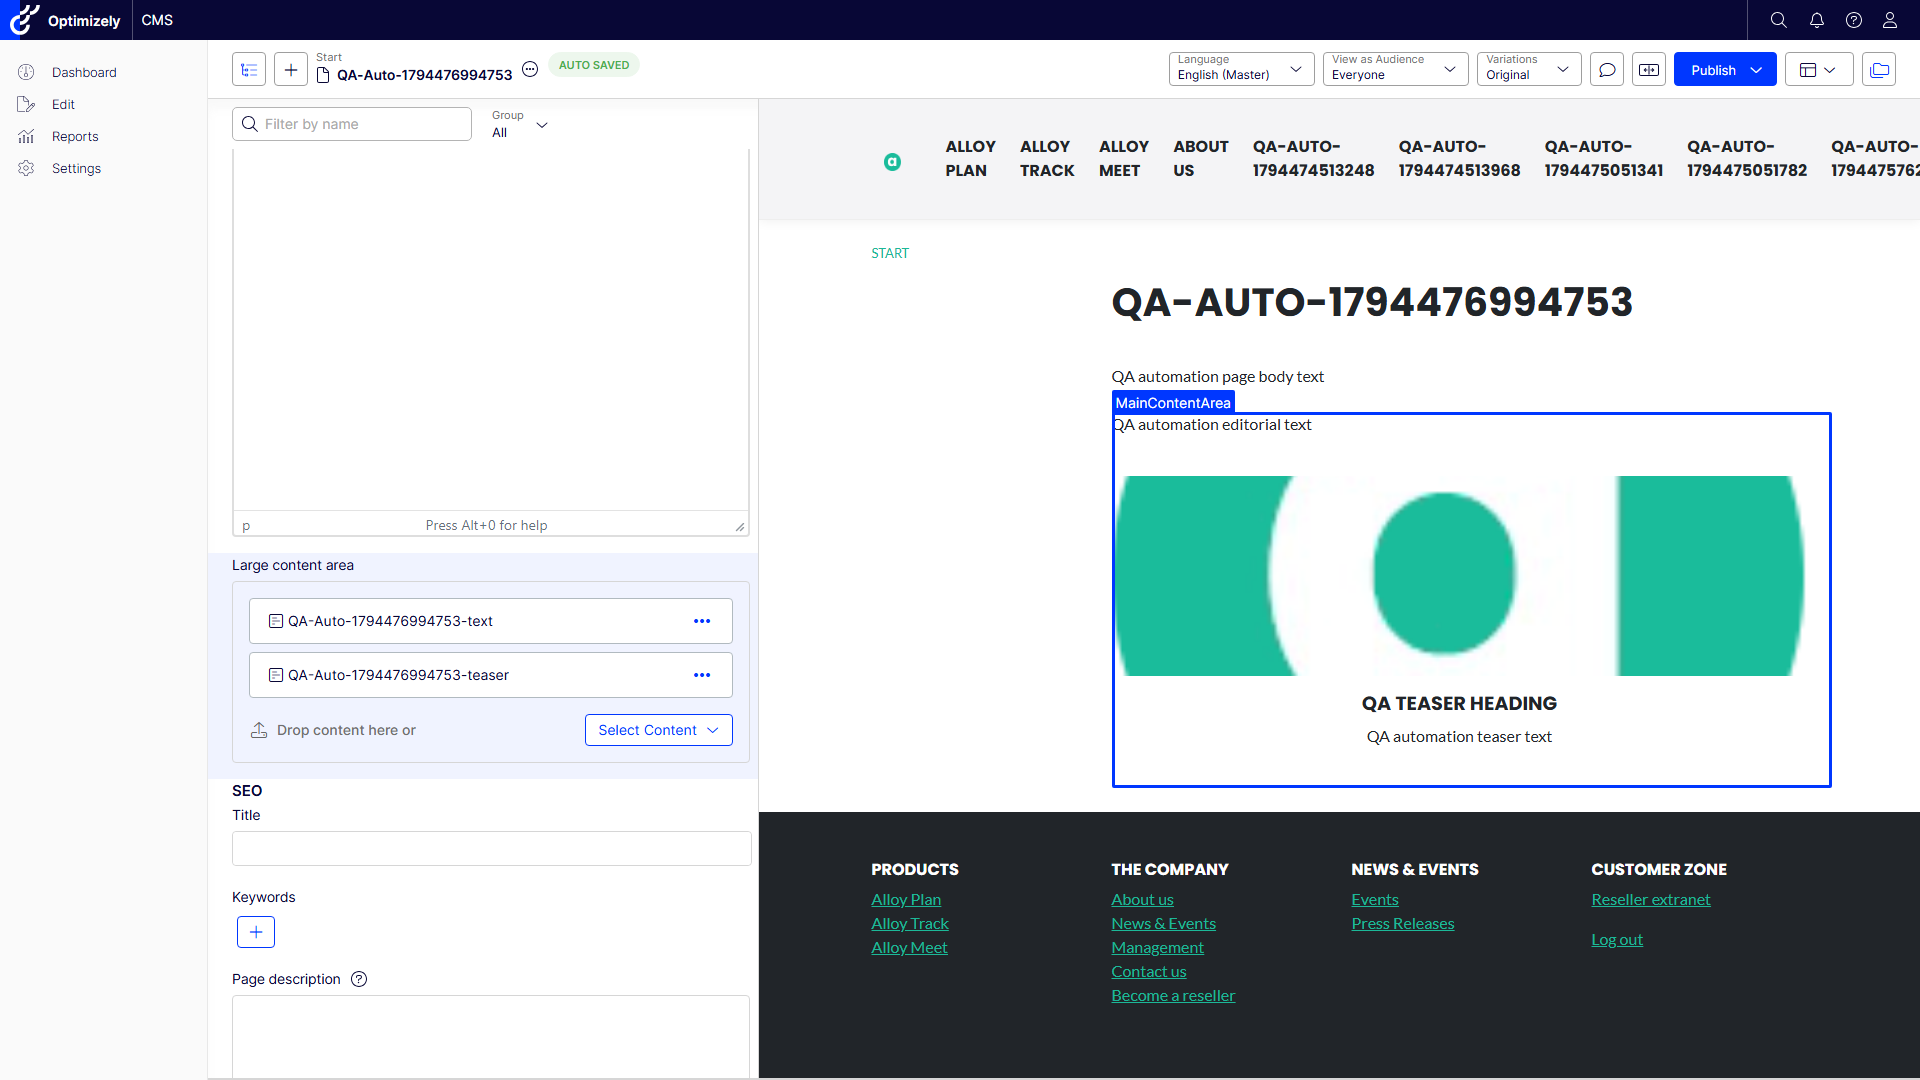 Optimizely
CMS
Dashboard
Edit
Reports
Settings
Start
QA-Auto-1794476994753
AUTO SAVED
Language
English (Master)
View as Audience
Everyone
Variations
Original
Publish
Filter by name
Group
All
p
Press Alt+0 for help
Large content area
QA-Auto-1794476994753-text
QA-Auto-1794476994753-teaser
Drop content here or
Select Content
SEO
Title
Keywords
Page description
ALLOY PLAN
ALLOY TRACK
ALLOY MEET
ABOUT US
QA-AUTO-1794474513248
QA-AUTO-1794474513968
QA-AUTO-1794475051341
QA-AUTO-1794475051782
QA-AUTO-1794475762
START
QA-AUTO-1794476994753
QA automation page body text
MainContentArea
QA automation editorial text
QA TEASER HEADING
QA automation teaser text
PRODUCTS
Alloy Plan
Alloy Track
Alloy Meet
THE COMPANY
About us
News & Events
Management
Contact us
Become a reseller
NEWS & EVENTS
Events
Press Releases
CUSTOMER ZONE
Reseller extranet
Log out